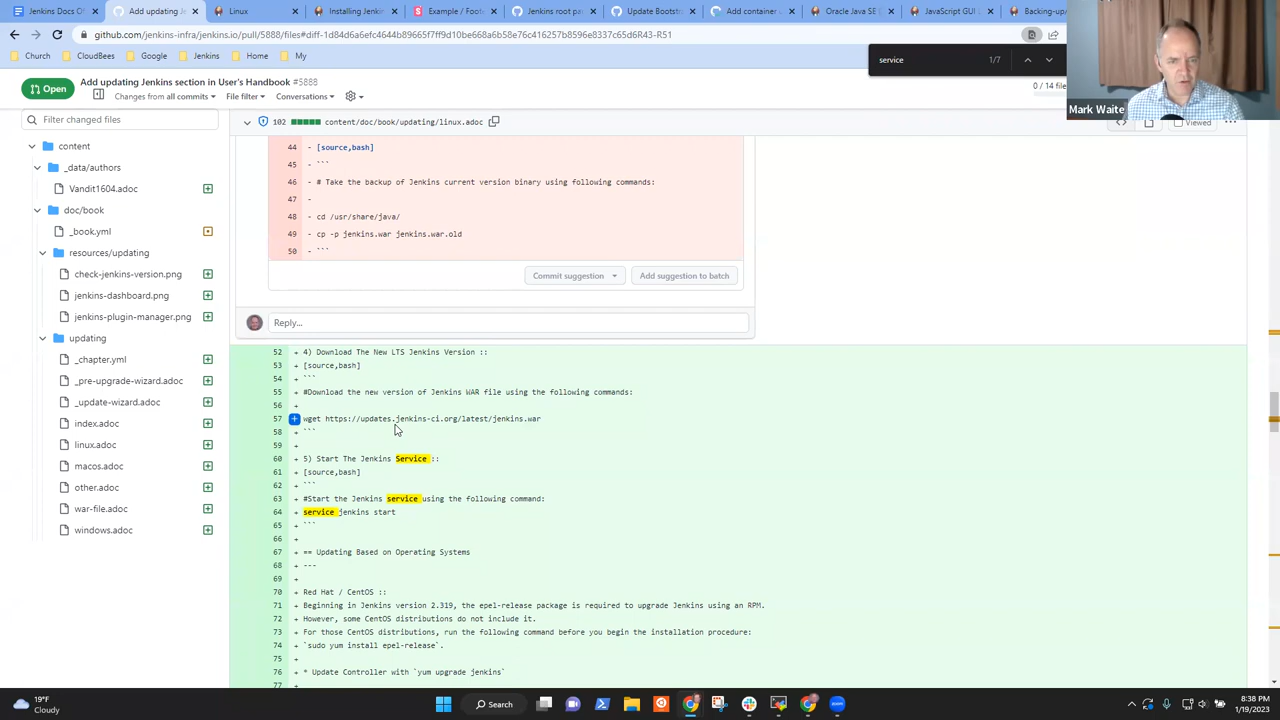 Jenkins Docs O
Add updating Je
Linux
Installing Jenkin
Example / Foote
Jenkins root pa
Update Bootstr
Add container a
Oracle Java SE (
JavaScript GUI |
Backing-up/
github.com/jenkins-infra/jenkins.io/pull/5888/files#diff-1d84d6a6efc4644b89665f7ff9d10be668a6b58e76c416257b8596e8337c65d6R43-R51
Church
CloudBees
Google
Jenkins
Home
My
service
1/7
Open
Add updating Jenkins section in User's Handbook #5888
Changes from all commits
File filter
Conversations
0 / 14 file
Mark Waite
Filter changed files
102
content/doc/book/updating/linux.adoc
Viewed
content
_data/authors
Vandit1604.adoc
doc/book
_book.yml
resources/updating
check-jenkins-version.png
jenkins-dashboard.png
jenkins-plugin-manager.png
updating
_chapter.yml
_pre-upgrade-wizard.adoc
_update-wizard.adoc
index.adoc
linux.adoc
macos.adoc
other.adoc
war-file.adoc
windows.adoc
44 - [source,bash]
45 - ```
46 - # Take the backup of Jenkins current version binary using following commands:
47 -
48 - cd /usr/share/java/
49 - cp -p jenkins.war jenkins.war.old
50 - ```
Commit suggestion
Add suggestion to batch
Reply...
52 + 4) Download The New LTS Jenkins Version ::
53 + [source,bash]
54 + ```
55 + #Download the new version of Jenkins WAR file using the following commands:
56 +
57 + wget https://updates.jenkins-ci.org/latest/jenkins.war
58 + ```
59 +
60 + 5) Start The Jenkins Service ::
61 + [source,bash]
62 + ```
63 + #Start the Jenkins service using the following command:
64 + service jenkins start
65 + ```
66 +
67 + == Updating Based on Operating Systems
68 + ---
69 +
70 + Red Hat / CentOS ::
71 + Beginning in Jenkins version 2.319, the epel-release package is required to upgrade Jenkins using an RPM.
72 + However, some CentOS distributions do not include it.
73 + For those CentOS distributions, run the following command before you begin the installation procedure:
74 + `sudo yum install epel-release`.
75 +
76 + * Update Controller with `yum upgrade jenkins`
77 +
19°F
Cloudy
Search
8:38 PM
1/19/2023